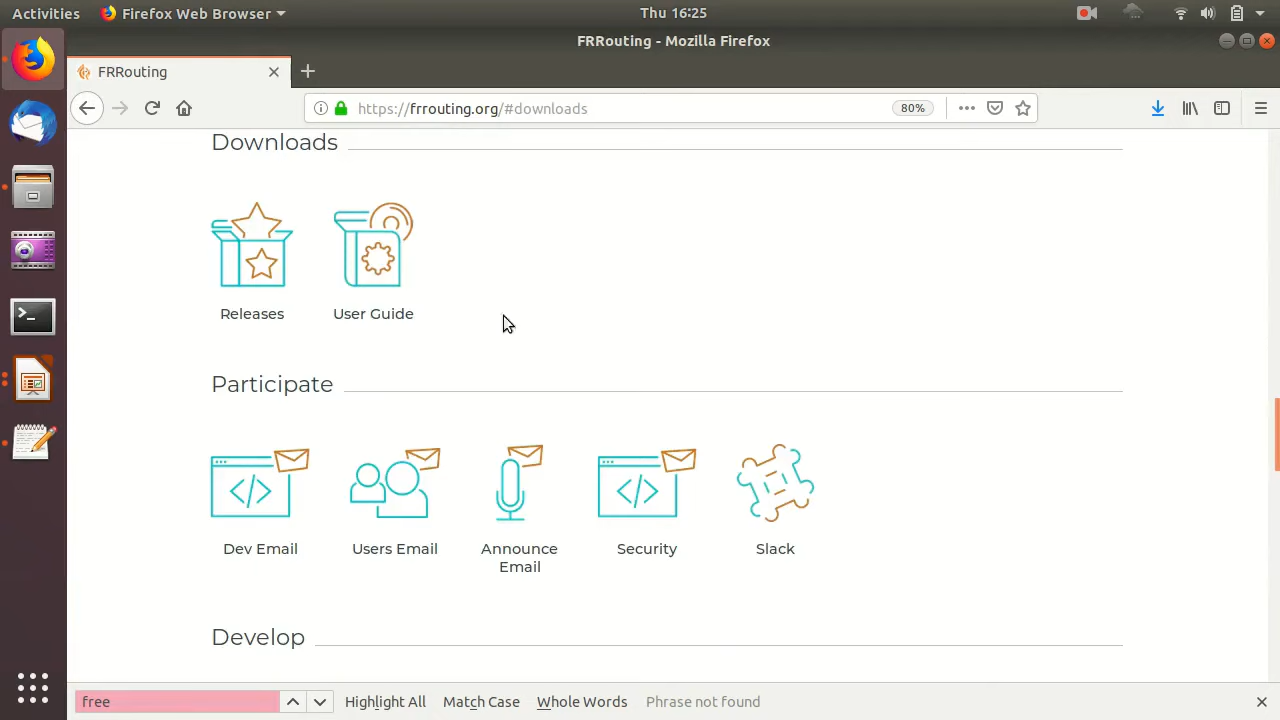 Activities Firefox Web Browser Thu 16:25
FRRouting - Mozilla Firefox
FRRouting
https://frrouting.org/#downloads 80%
Downloads
Releases User Guide
Participate
Dev Email Users Email Announce Email Security Slack
Develop
free Highlight All Match Case Whole Words Phrase not found